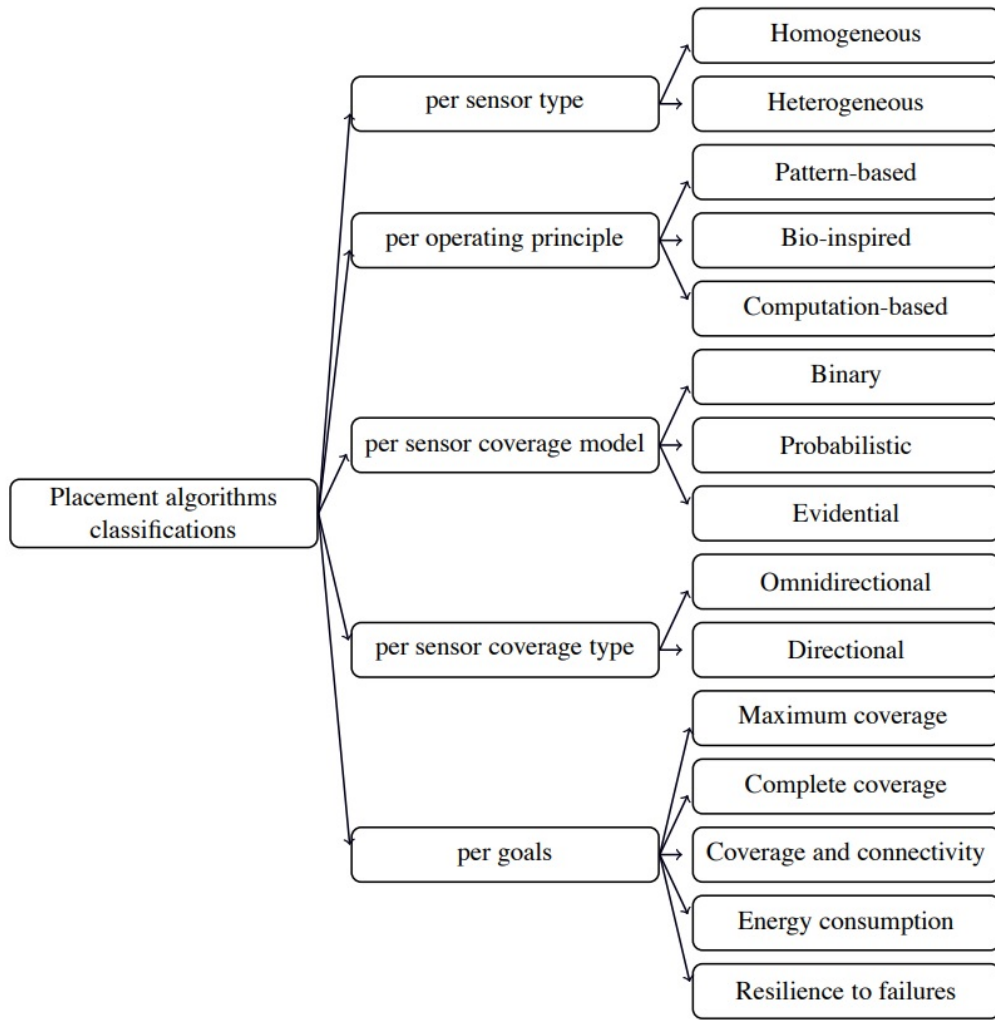 Placement algorithms
classifications
per sensor type
Homogeneous
Heterogeneous
per operating principle
Pattern-based
Bio-inspired
Computation-based
per sensor coverage model
Binary
Probabilistic
Evidential
per sensor coverage type
Omnidirectional
Directional
per goals
Maximum coverage
Complete coverage
Coverage and connectivity
Energy consumption
Resilience to failures